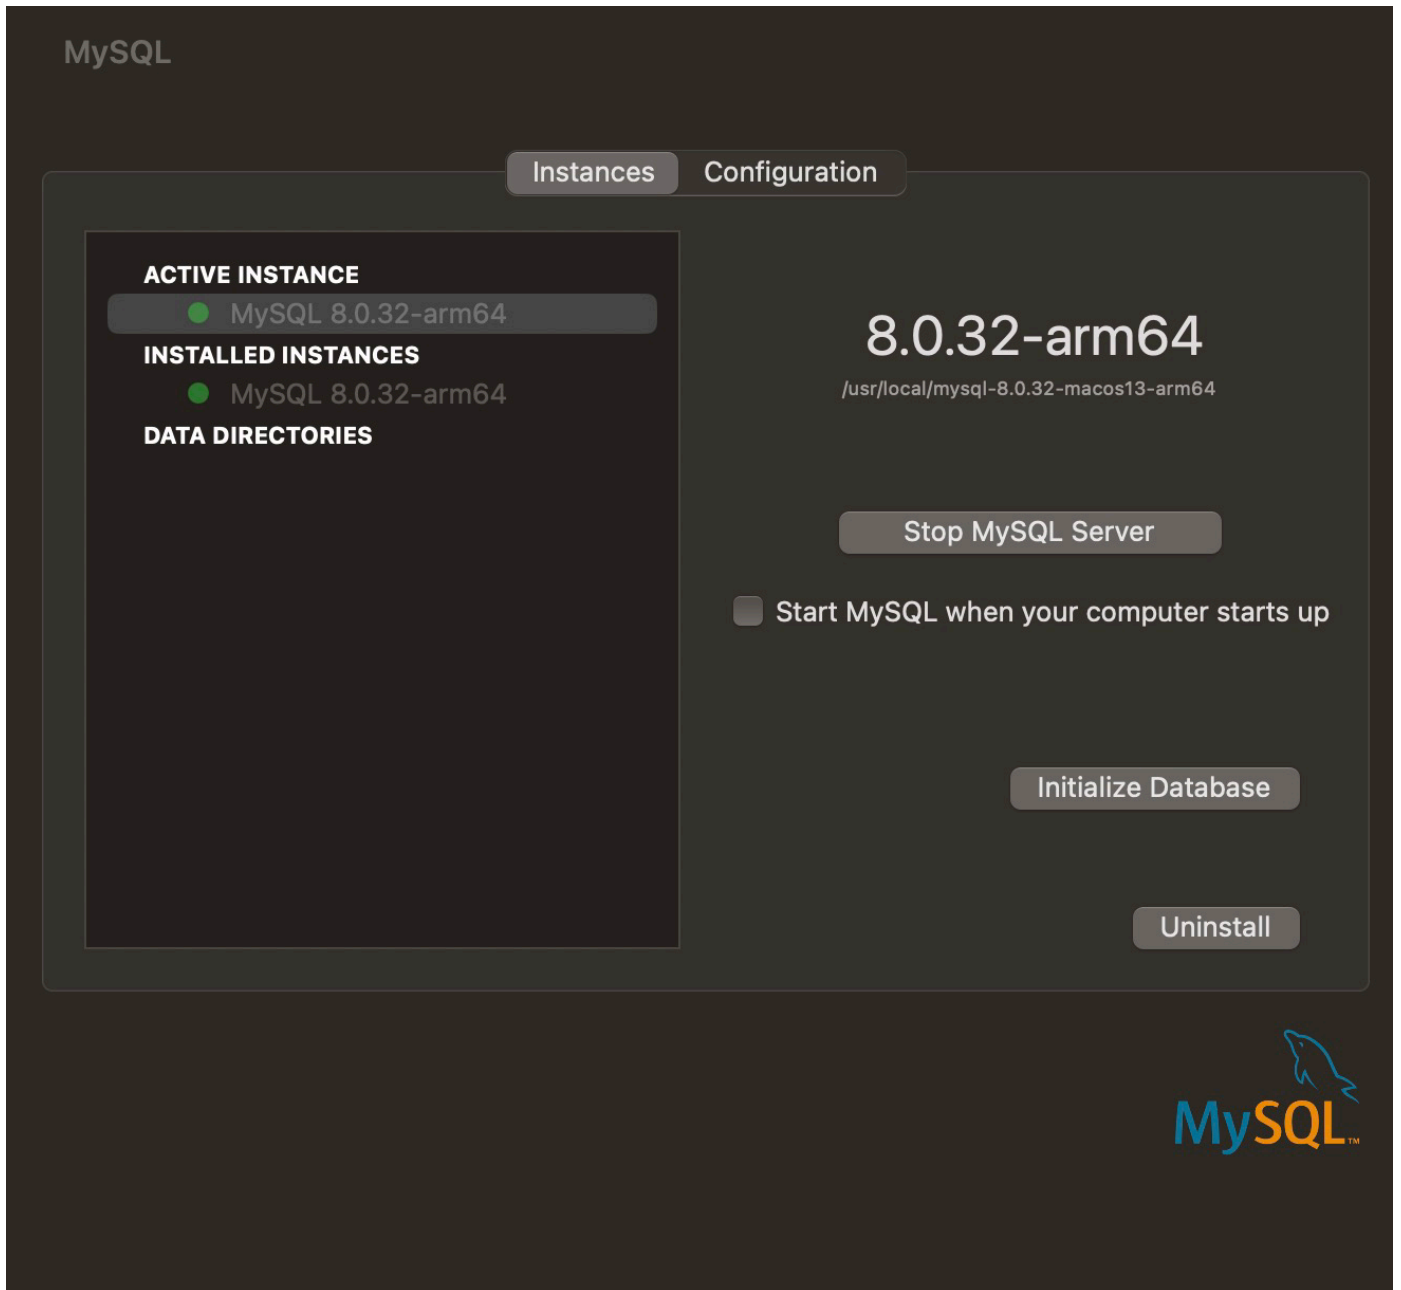 MySQL
Instances
Configuration
ACTIVE INSTANCE
MySQL 8.0.32-arm64
INSTALLED INSTANCES
MySQL 8.0.32-arm64
DATA DIRECTORIES
8.0.32-arm64
/usr/local/mysql-8.0.32-macos13-arm64
Stop MySQL Server
Start MySQL when your computer starts up
Initialize Database
Uninstall
MySQL™